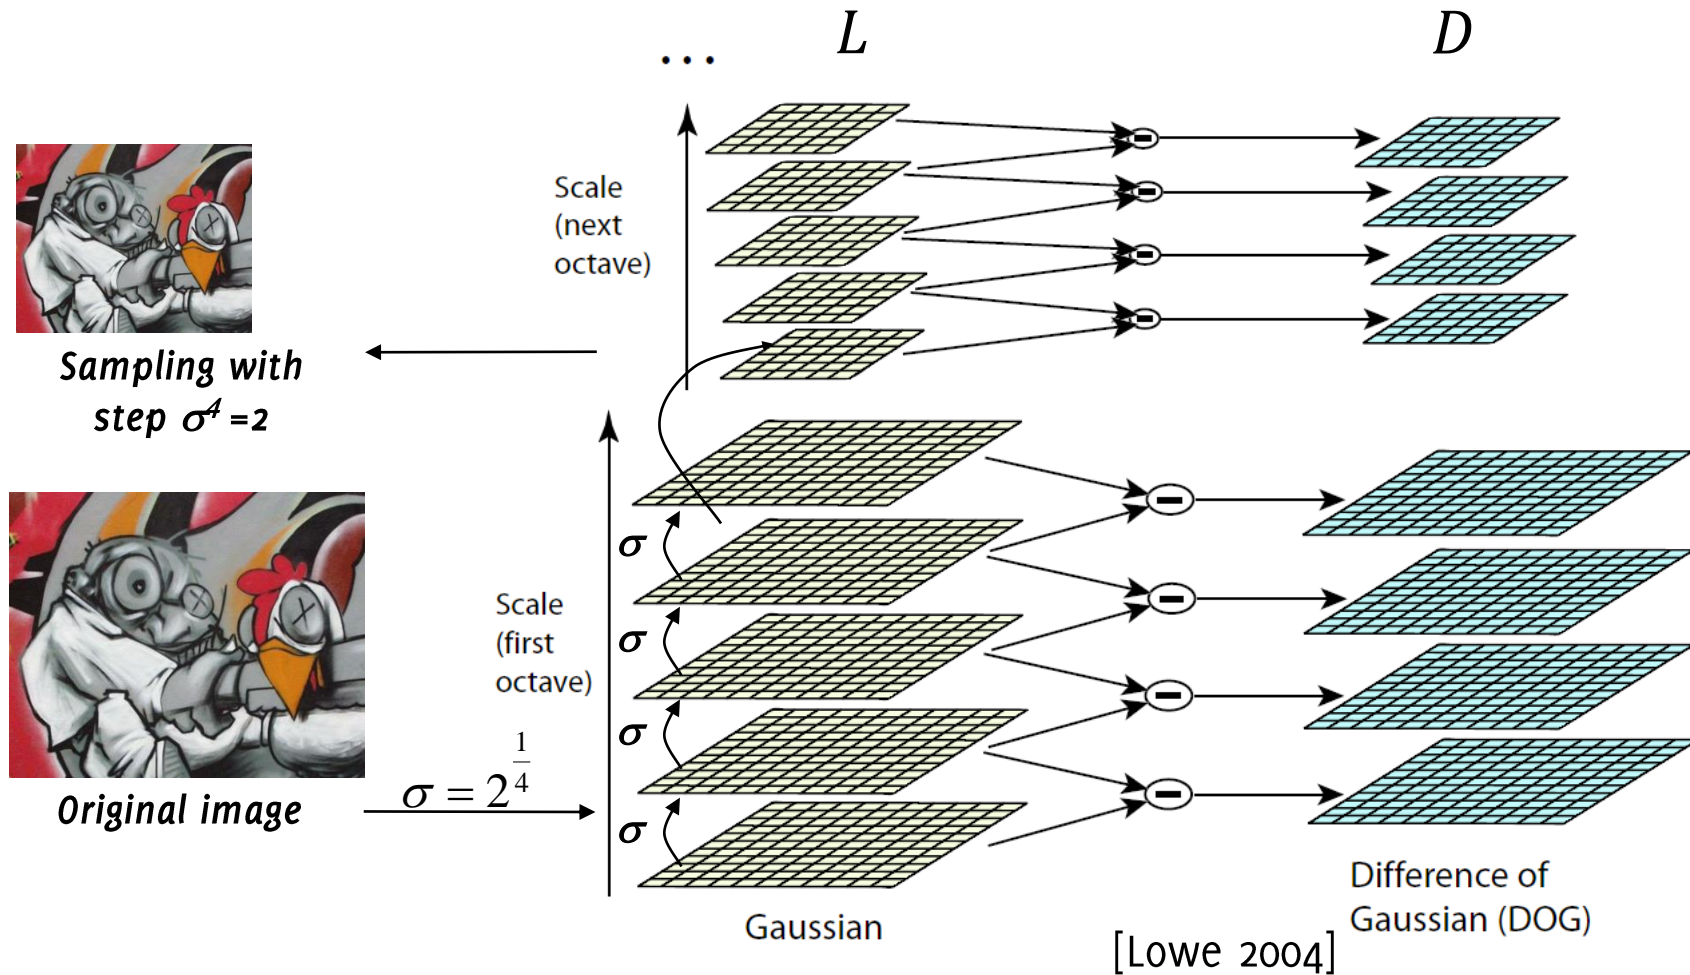 ...
L
D
Scale
(next
octave)
Sampling with
step σ⁴ =2
σ
Scale
(first
octave)
σ
σ
σ = 2^{1/4}
σ
Original image
Difference of
Gaussian (DOG)
Gaussian
[Lowe 2004]